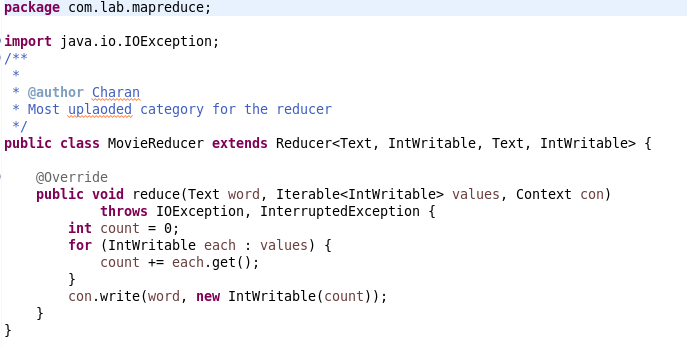 package com.lab.mapreduce;
import java.io.IOException;
/**
 *
 * @author Charan
 * Most uplaoded category for the reducer
 */
public class MovieReducer extends Reducer<Text, IntWritable, Text, IntWritable> {
    @Override
    public void reduce(Text word, Iterable<IntWritable> values, Context con)
            throws IOException, InterruptedException {
        int count = 0;
        for (IntWritable each : values) {
            count += each.get();
        }
        con.write(word, new IntWritable(count));
    }
}